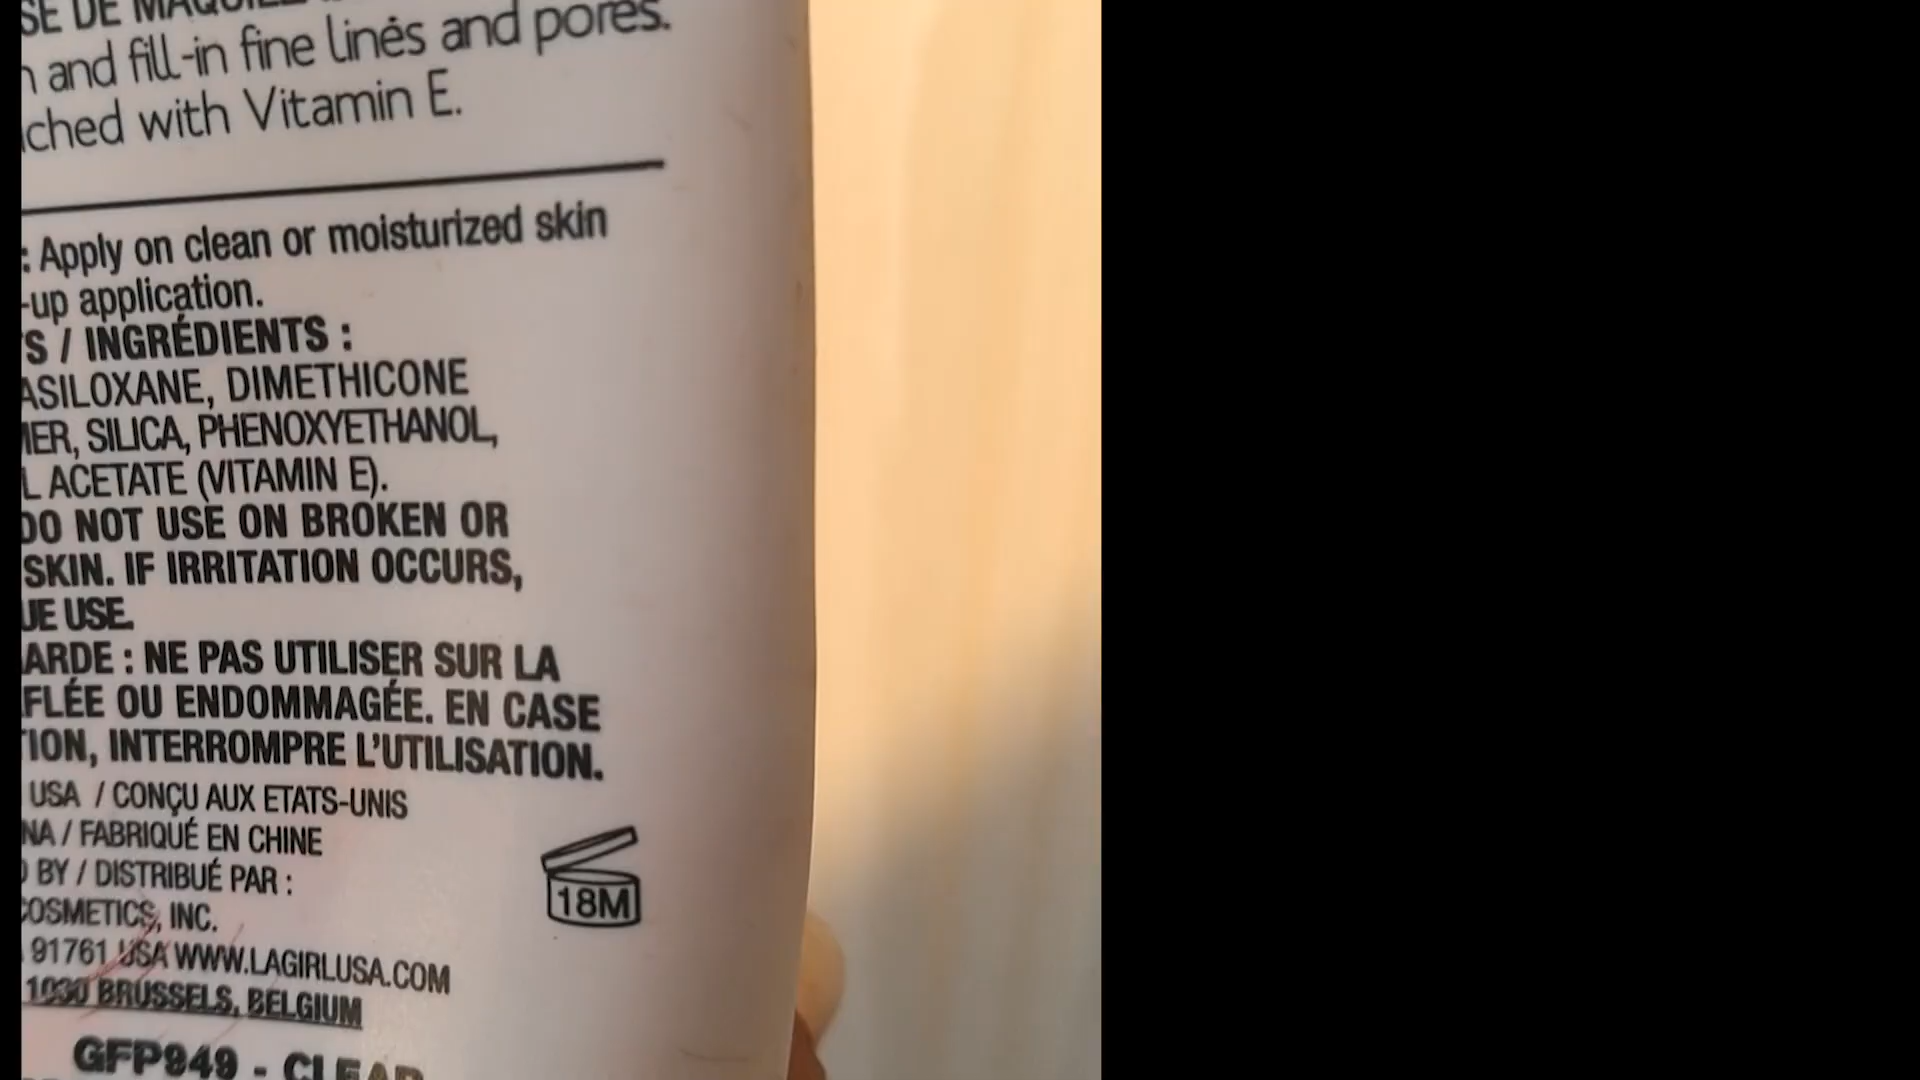 SE DE MAQUILL
and fill-in fine lines and pores.
ched with Vitamin E.
: Apply on clean or moisturized skin
-up application.
S / INGRÉDIENTS :
ASILOXANE, DIMETHICONE
MER, SILICA, PHENOXYETHANOL,
L ACETATE (VITAMIN E).
DO NOT USE ON BROKEN OR
SKIN. IF IRRITATION OCCURS,
UE USE.
ARDE : NE PAS UTILISER SUR LA
FLÉE OU ENDOMMAGÉE. EN CASE
TION, INTERROMPRE L'UTILISATION.
USA / CONÇU AUX ETATS-UNIS
NA / FABRIQUÉ EN CHINE
BY / DISTRIBUÉ PAR :
COSMETICS, INC.
91761 USA WWW.LAGIRLUSA.COM
1030 BRUSSELS, BELGIUM
18M
GFP949 - CLEAR